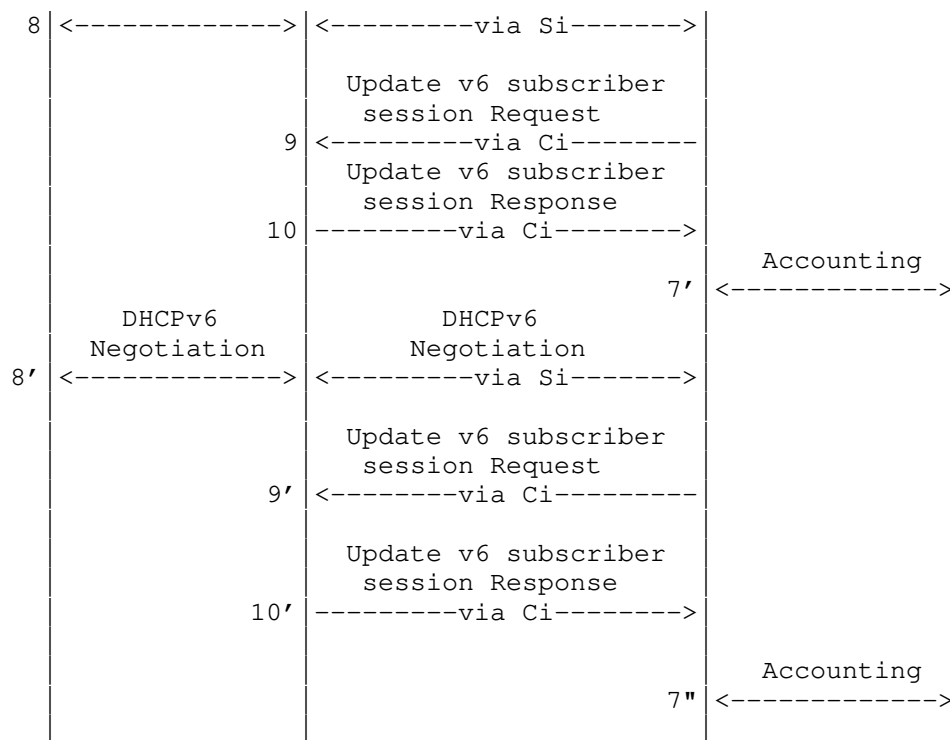 8|<------------->|<---------via Si------->|
Update v6 subscriber
session Request
9|<---------via Ci--------|
Update v6 subscriber
session Response
10|---------via Ci-------->|
Accounting
7'|<------------->
DHCPv6 DHCPv6
Negotiation Negotiation
8'|<------------->|<---------via Si------->|
Update v6 subscriber
session Request
9'|<--------via Ci---------|
Update v6 subscriber
session Response
10'|---------via Ci-------->|
Accounting
7"|<------------->